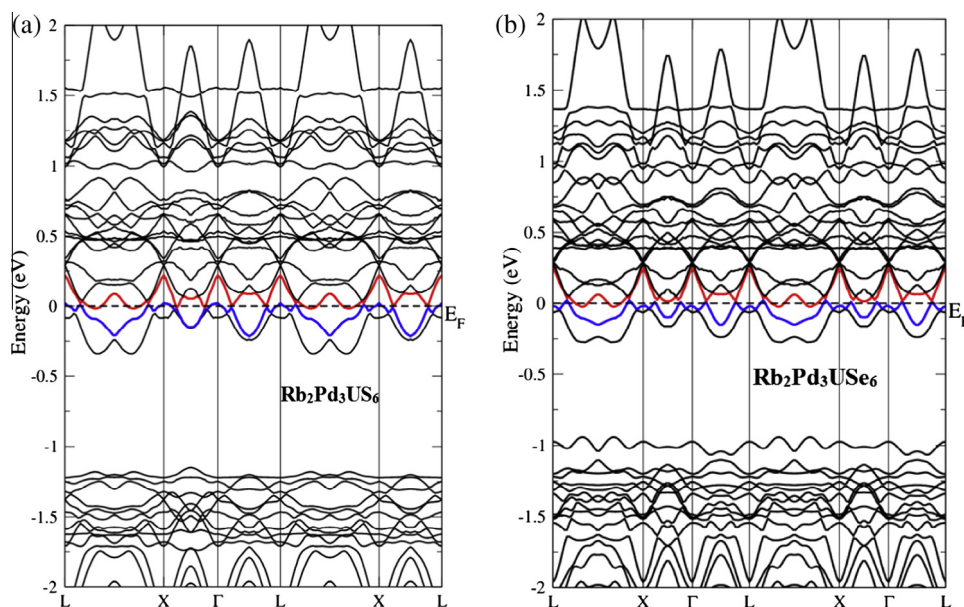 (a)
2
1.5
1
0.5
0
-0.5
-1
-1.5
-2
Energy (eV)
E_F
Rb₂Pd₃US₆
L X Γ L X L
(b)
2
1.5
1
0.5
0
-0.5
-1
-1.5
-2
Energy (eV)
E_F
Rb₂Pd₃USe₆
L X Γ L X Γ L